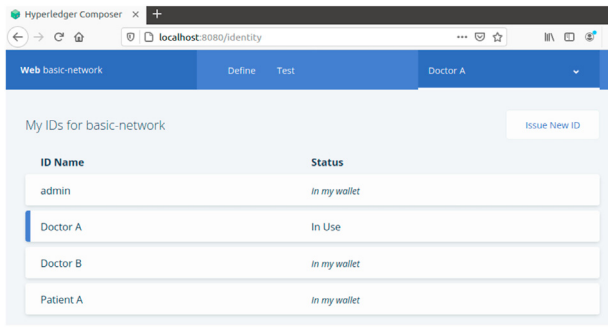 Hyperledger Composer
localhost:8080/identity
Web basic-network Define Test Doctor A
My IDs for basic-network Issue New ID
ID Name Status
admin In my wallet
Doctor A In Use
Doctor B In my wallet
Patient A In my wallet